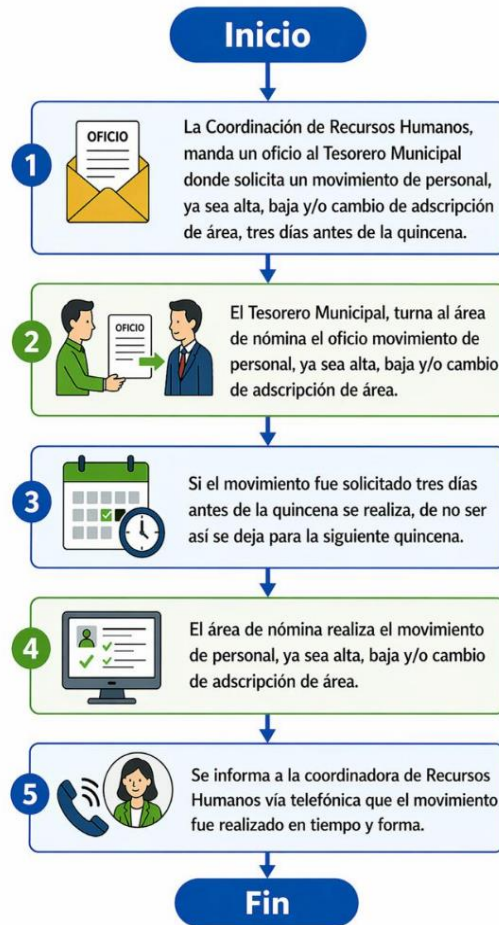 Inicio
1
OFICIO
La Coordinación de Recursos Humanos,
manda un oficio al Tesorero Municipal
donde solicita un movimiento de personal,
ya sea alta, baja y/o cambio de adscripción
de área, tres días antes de la quincena.
2
OFICIO
El Tesorero Municipal, turna al área
de nómina el oficio movimiento de
personal, ya sea alta, baja y/o cambio
de adscripción de área.
3
Si el movimiento fue solicitado tres días
antes de la quincena se realiza, de no ser
así se deja para la siguiente quincena.
4
El área de nómina realiza el movimiento
de personal, ya sea alta, baja y/o cambio
de adscripción de área.
5
Se informa a la coordinadora de Recursos
Humanos vía telefónica que el movimiento
fue realizado en tiempo y forma.
Fin